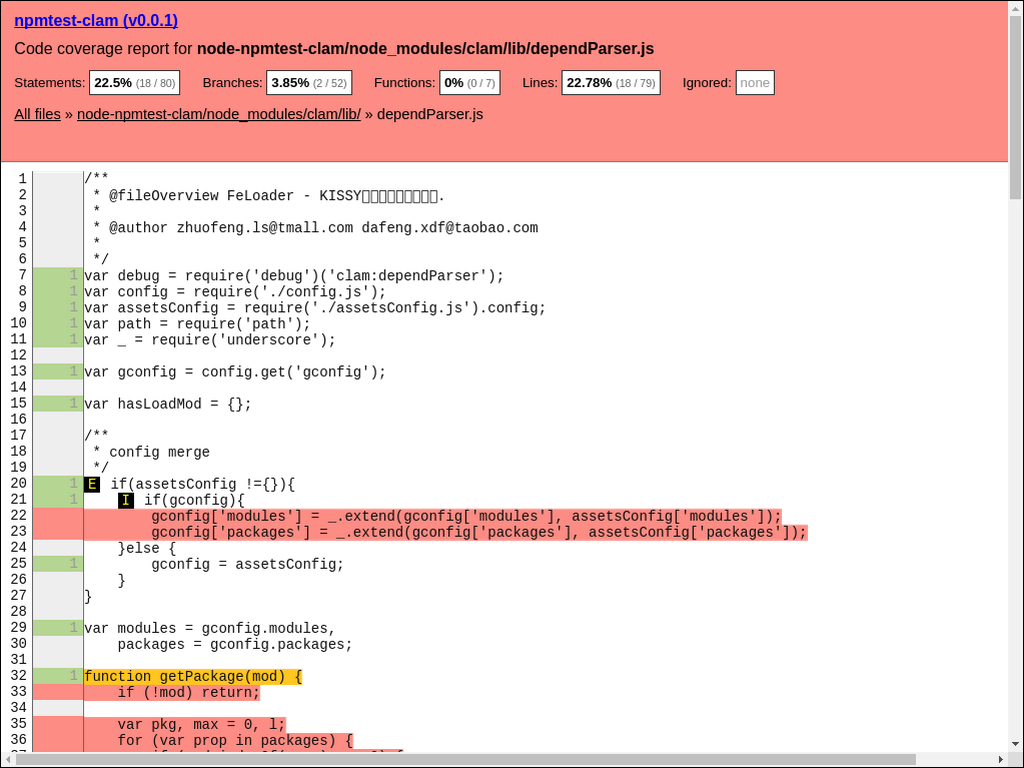 npmtest-clam (v0.0.1)
Code coverage report for node-npmtest-clam/node_modules/clam/lib/dependParser.js
Statements: 22.5% (18 / 80) Branches: 3.85% (2 / 52) Functions: 0% (0 / 7) Lines: 22.78% (18 / 79) Ignored: none
All files » node-npmtest-clam/node_modules/clam/lib/ » dependParser.js
1 /**
2 * @fileOverview FeLoader - KISSY▯▯▯▯▯▯▯▯▯.
3 *
4 * @author zhuofeng.ls@tmall.com dafeng.xdf@taobao.com
5 *
6 */
7 1 var debug = require('debug')('clam:dependParser');
8 1 var config = require('./config.js');
9 1 var assetsConfig = require('./assetsConfig.js').config;
10 1 var path = require('path');
11 1 var _ = require('underscore');
12
13 1 var gconfig = config.get('gconfig');
14
15 1 var hasLoadMod = {};
16
17 /**
18 * config merge
19 */
20 1 E if(assetsConfig !={}){
21 1 I if(gconfig){
22 gconfig['modules'] = _.extend(gconfig['modules'], assetsConfig['modules']);
23 gconfig['packages'] = _.extend(gconfig['packages'], assetsConfig['packages']);
24 }else {
25 1 gconfig = assetsConfig;
26 }
27 }
28
29 1 var modules = gconfig.modules,
30 packages = gconfig.packages;
31
32 1 function getPackage(mod) {
33 if (!mod) return;
34
35 var pkg, max = 0, l;
36 for (var prop in packages) {